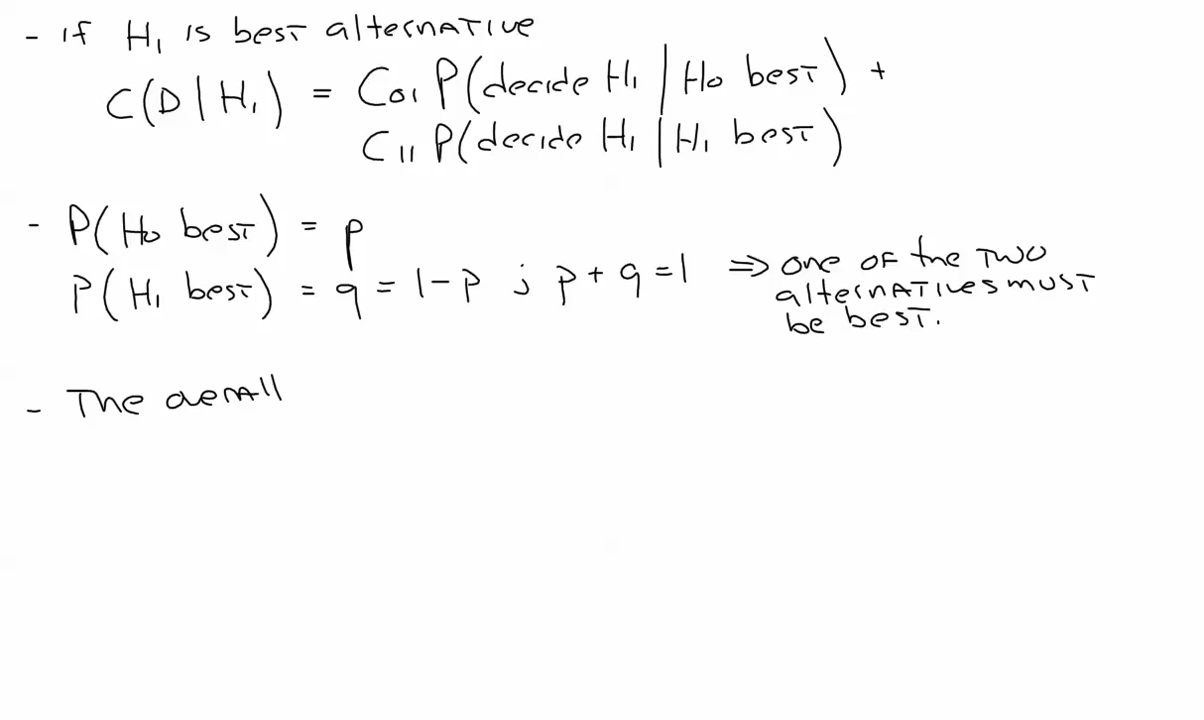 - if H₁ is best alternative
C(D|H₁) = C₀₁ P(decide H₁ | H₀ best) +
C₁₁ P(decide H₁ | H₁ best)
- P(H₀ best) = p
P(H₁ best) = q = 1-p ; p + q = 1 ⇒ one of the two
alternatives must
be best.
- The overall